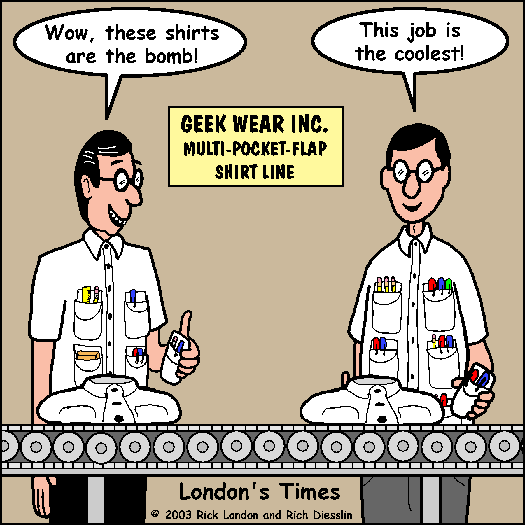 Wow, these shirts
are the bomb!
This job is
the coolest!
GEEK WEAR INC.
MULTI-POCKET-FLAP
SHIRT LINE
London's Times
© 2003 Rick London and Rich Diesslin